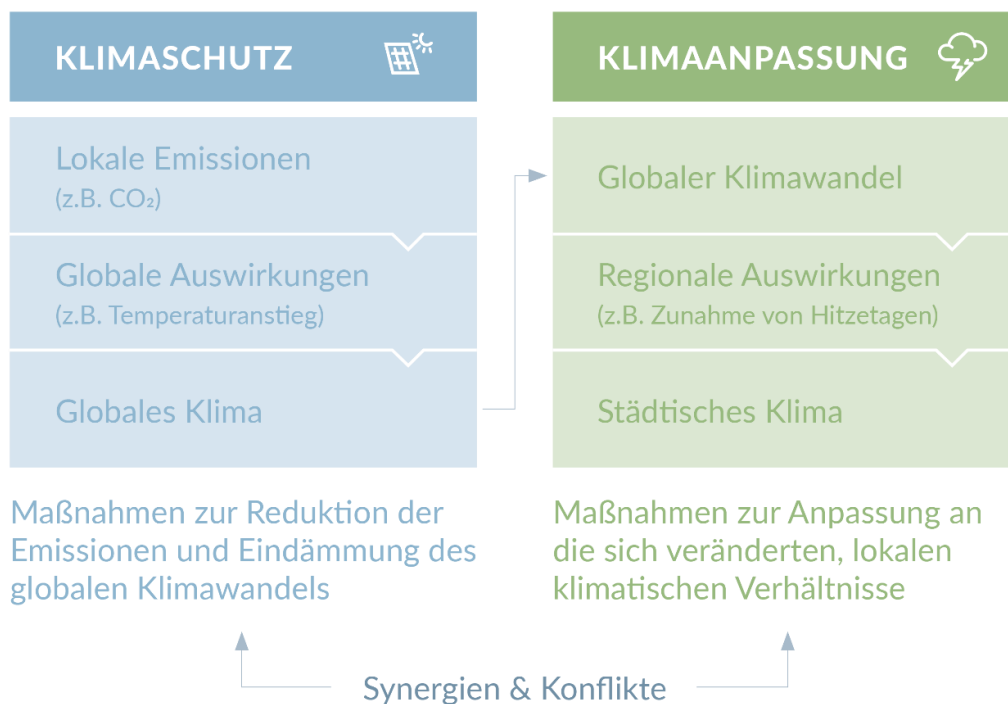 KLIMASCHUTZ
Lokale Emissionen
(z.B. CO₂)
Globale Auswirkungen
(z.B. Temperaturanstieg)
Globales Klima
Maßnahmen zur Reduktion der
Emissionen und Eindämmung des
globalen Klimawandels
KLIMAANPASSUNG
Globaler Klimawandel
Regionale Auswirkungen
(z.B. Zunahme von Hitzetagen)
Städtisches Klima
Maßnahmen zur Anpassung an
die sich veränderten, lokalen
klimatischen Verhältnisse
Synergien & Konflikte